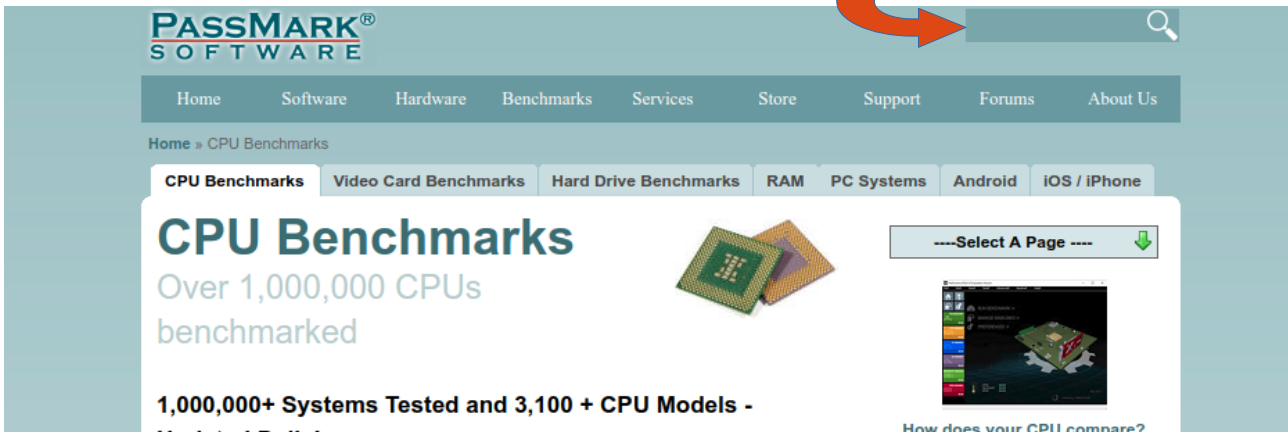 PASSMARK®
SOFTWARE
Home Software Hardware Benchmarks Services Store Support Forums About Us
Home » CPU Benchmarks
CPU Benchmarks Video Card Benchmarks Hard Drive Benchmarks RAM PC Systems Android iOS / iPhone
CPU Benchmarks
Over 1,000,000 CPUs
benchmarked
----Select A Page ----
1,000,000+ Systems Tested and 3,100 + CPU Models -
How does your CPU compare?